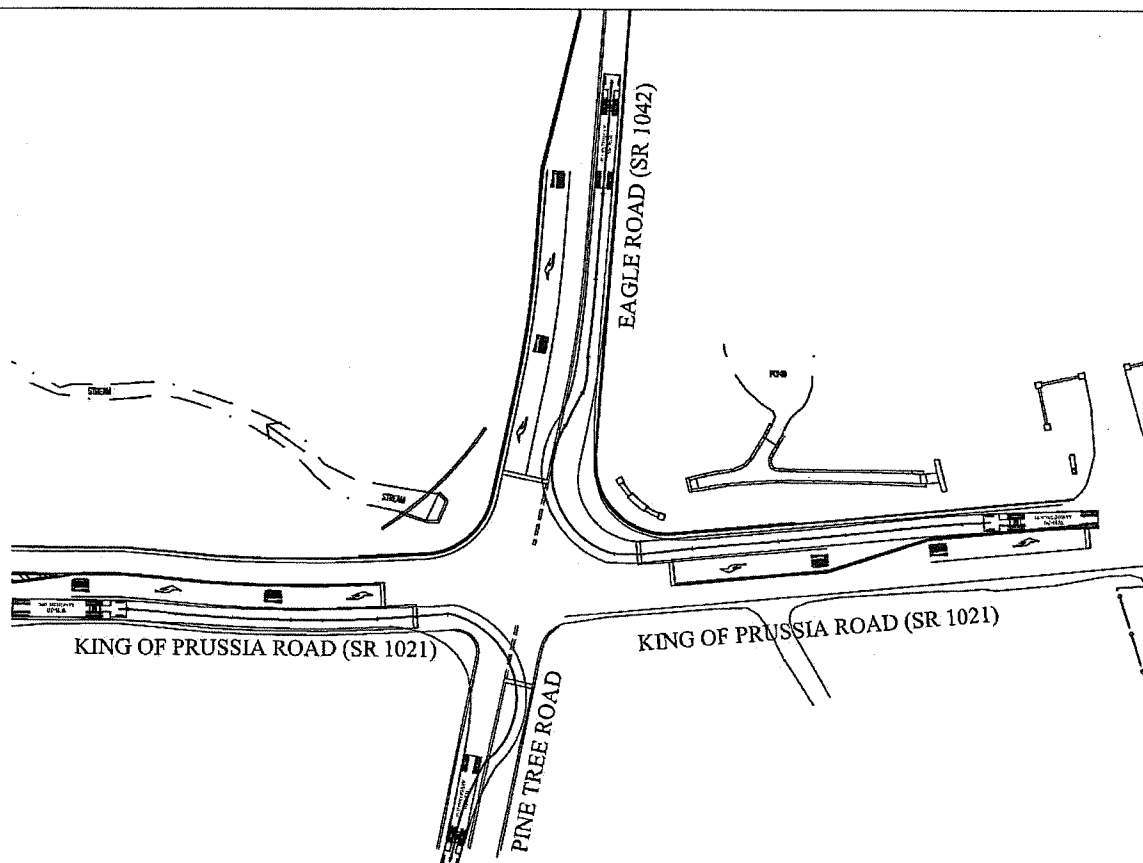 EAGLE ROAD (SR 1042)
STREAM
POND
STREAM
KING OF PRUSSIA ROAD (SR 1021)
KING OF PRUSSIA ROAD (SR 1021)
PINE TREE ROAD